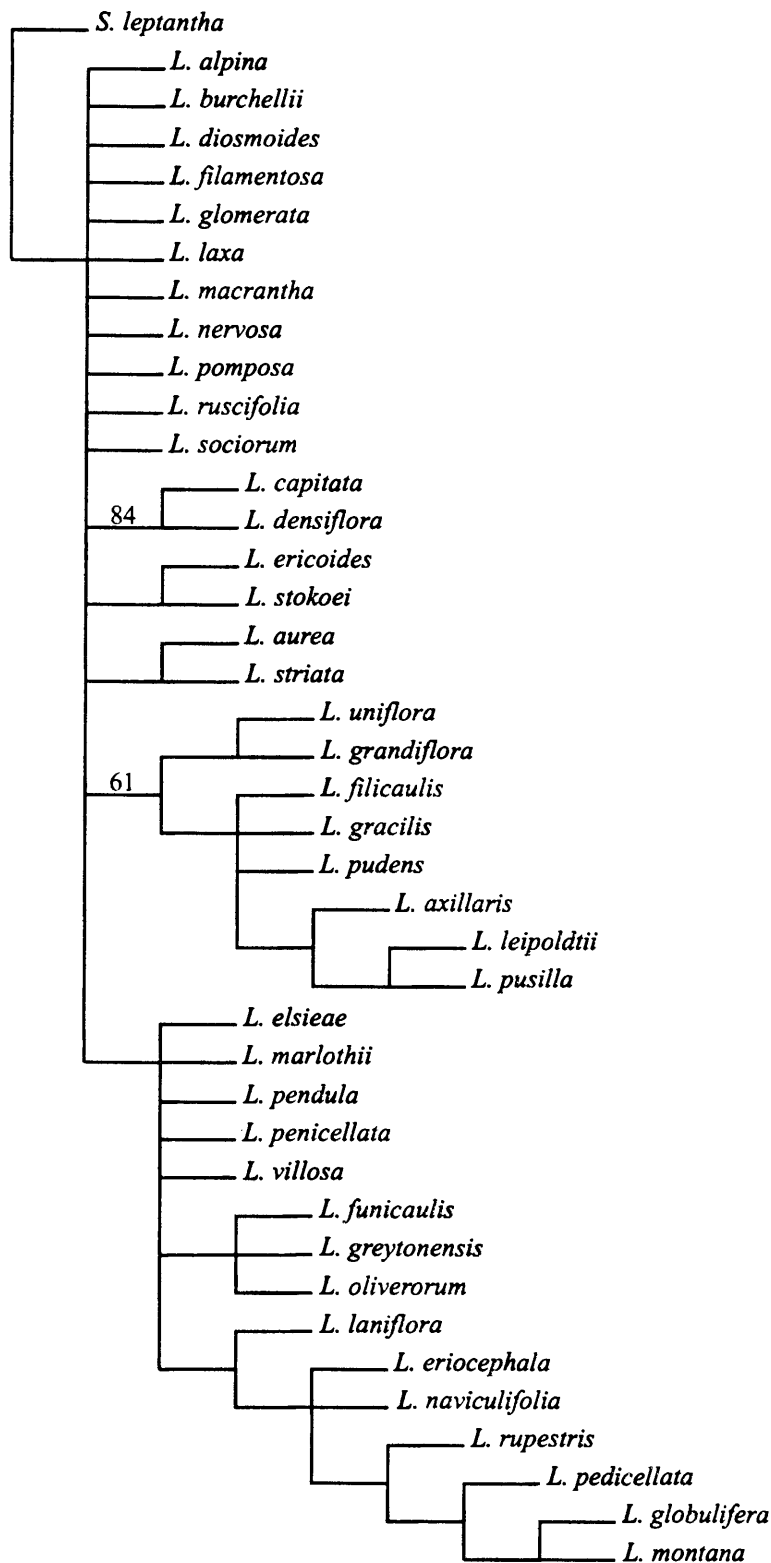 S. leptantha
L. alpina
L. burchellii
L. diosmoides
L. filamentosa
L. glomerata
L. laxa
L. macrantha
L. nervosa
L. pomposa
L. ruscifolia
L. sociorum
L. capitata
84
L. densiflora
L. ericoides
L. stokoei
L. aurea
L. striata
L. uniflora
L. grandiflora
61
L. filicaulis
L. gracilis
L. pudens
L. axillaris
L. leipoldtii
L. pusilla
L. elsieae
L. marlothii
L. pendula
L. penicellata
L. villosa
L. funicaulis
L. greytonensis
L. oliverorum
L. laniflora
L. eriocephala
L. naviculifolia
L. rupestris
L. pedicellata
L. globulifera
L. montana